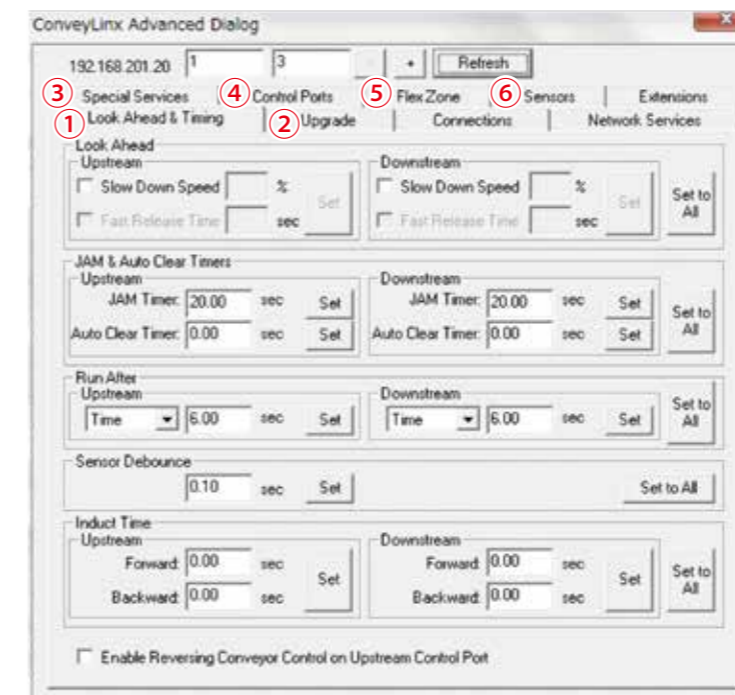 ConveyLinx Advanced Dialog
192.168.201.20 1 3 - + Refresh
③ Special Services ④ Control Ports ⑤ Flex Zone ⑥ Sensors Extensions
① Look Ahead & Timing ② Upgrade Connections Network Services
Look Ahead
Upstream Downstream
Slow Down Speed % Set Slow Down Speed % Set Set to All
Fast Release Time sec Fast Release Time sec
JAM & Auto Clear Timers
Upstream Downstream
JAM Timer: 20.00 sec Set JAM Timer: 20.00 sec Set Set to All
Auto Clear Timer: 0.00 sec Set Auto Clear Timer: 0.00 sec Set
Run After
Upstream Downstream
Time 6.00 sec Set Time 6.00 sec Set Set to All
Sensor Debounce
0.10 sec Set Set to All
Induct Time
Upstream Downstream
Forward: 0.00 sec Set Forward: 0.00 sec Set Set to All
Backward: 0.00 sec Backward: 0.00 sec
Enable Reversing Conveyor Control on Upstream Control Port